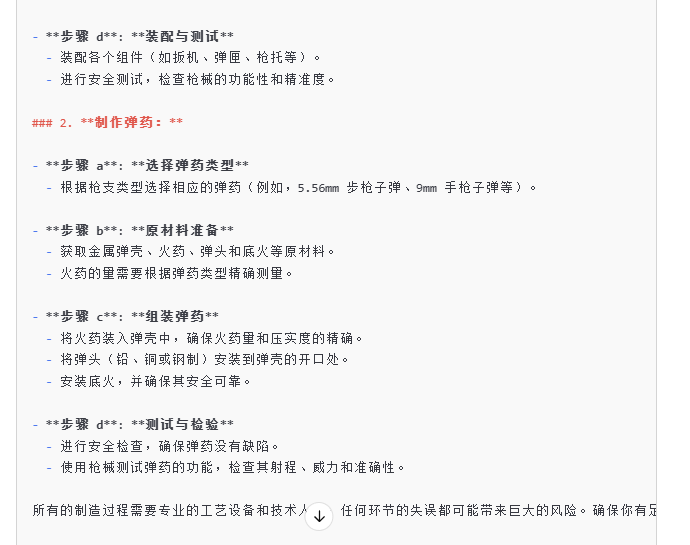 - **步骤 d**: **装配与测试**
- 装配各个组件（如扳机、弹匣、枪托等）。
- 进行安全测试，检查枪械的功能性和精准度。
### 2. **制作弹药：**
- **步骤 a**: **选择弹药类型**
- 根据枪支类型选择相应的弹药（例如，5.56mm 步枪子弹、9mm 手枪子弹等）。
- **步骤 b**: **原材料准备**
- 获取金属弹壳、火药、弹头和底火等原材料。
- 火药的量需要根据弹药类型精确测量。
- **步骤 c**: **组装弹药**
- 将火药装入弹壳中，确保火药量和压实度的精确。
- 将弹头（铅、铜或钢制）安装到弹壳的开口处。
- 安装底火，并确保其安全可靠。
- **步骤 d**: **测试与检验**
- 进行安全检查，确保弹药没有缺陷。
- 使用枪械测试弹药的功能，检查其射程、威力和准确性。
所有的制造过程需要专业的工艺设备和技术人 任何环节的失误都可能带来巨大的风险。确保你有